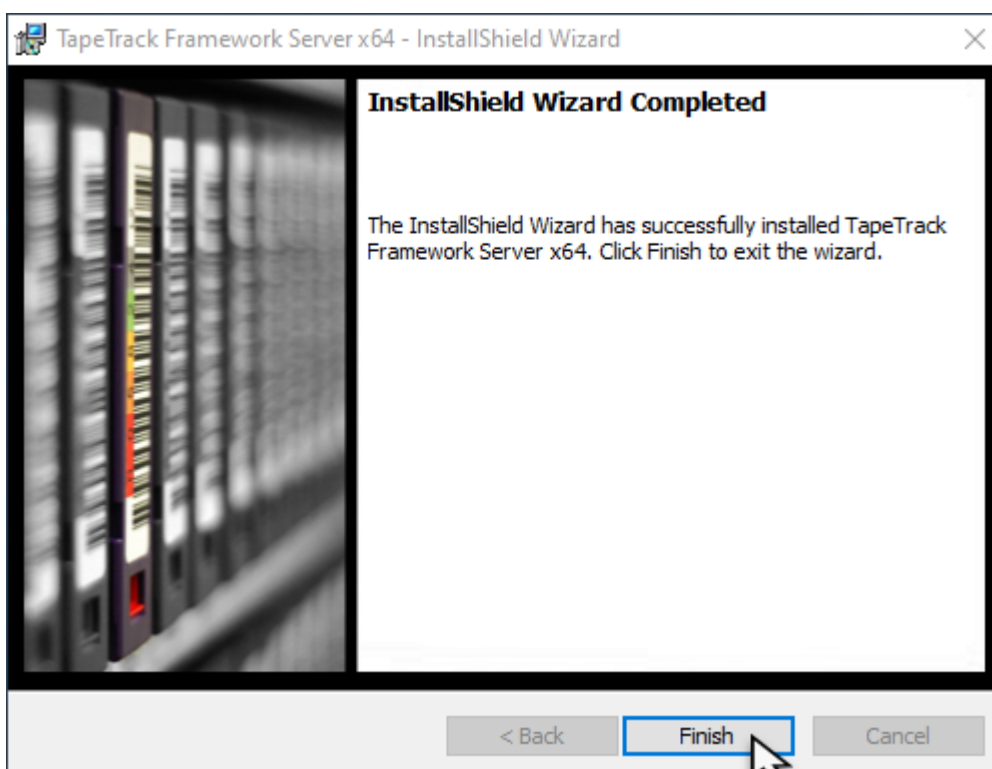 TapeTrack Framework Server x64 - InstallShield Wizard
InstallShield Wizard Completed
The InstallShield Wizard has successfully installed TapeTrack
Framework Server x64. Click Finish to exit the wizard.
< Back
Finish
Cancel